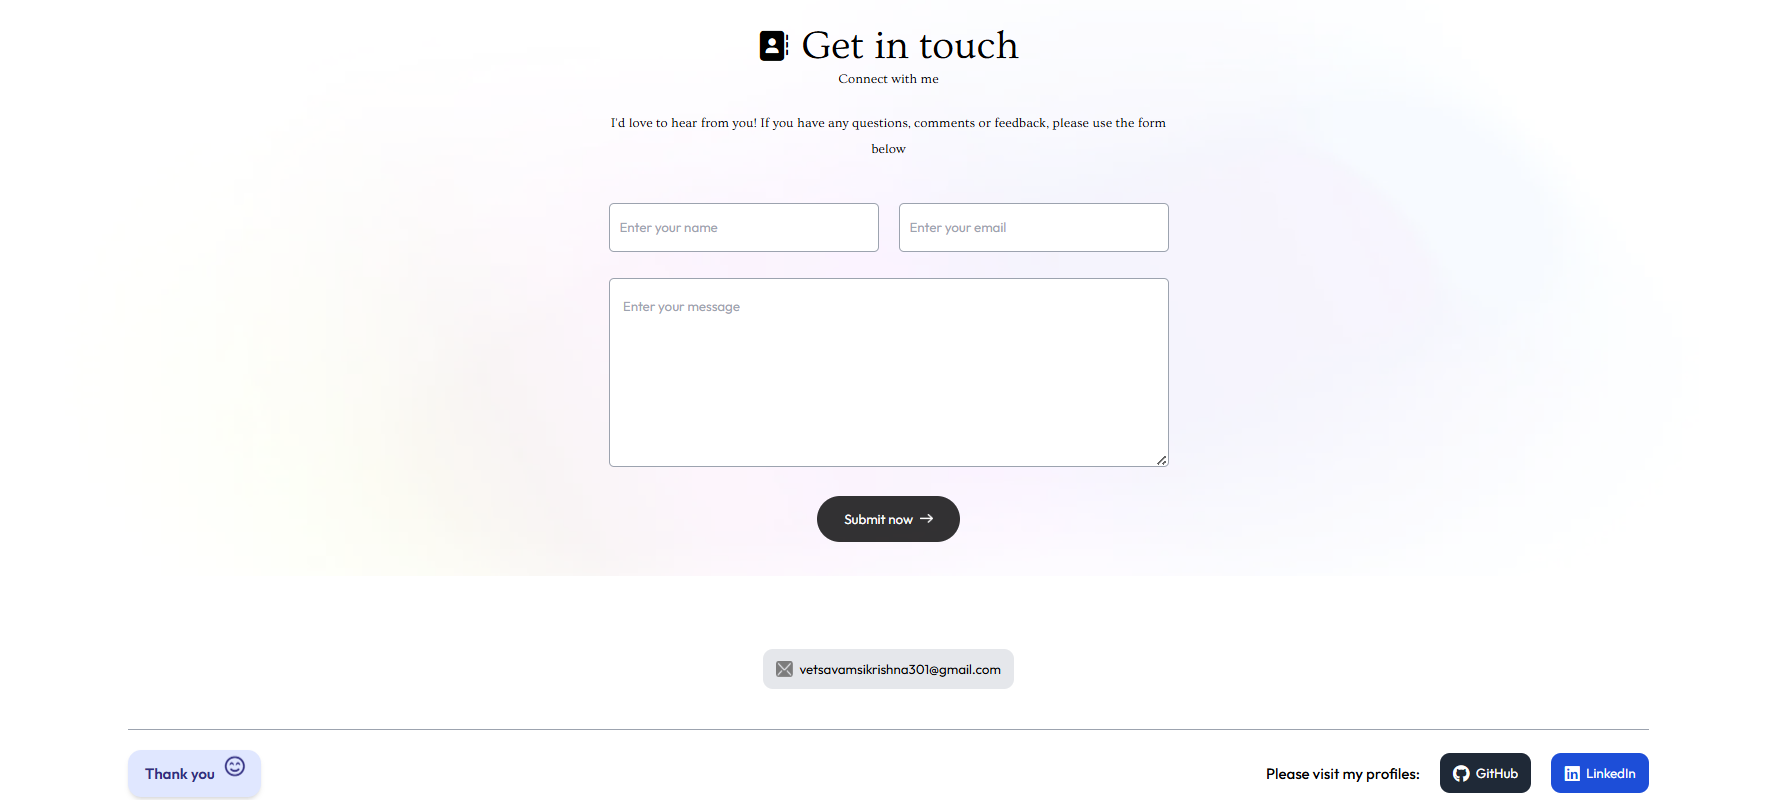 Get in touch
Connect with me
I'd love to hear from you! If you have any questions, comments or feedback, please use the form
below
Enter your name
Enter your email
Enter your message
Submit now
vetsavamsikrishna301@gmail.com
Thank you
Please visit my profiles:
GitHub
LinkedIn